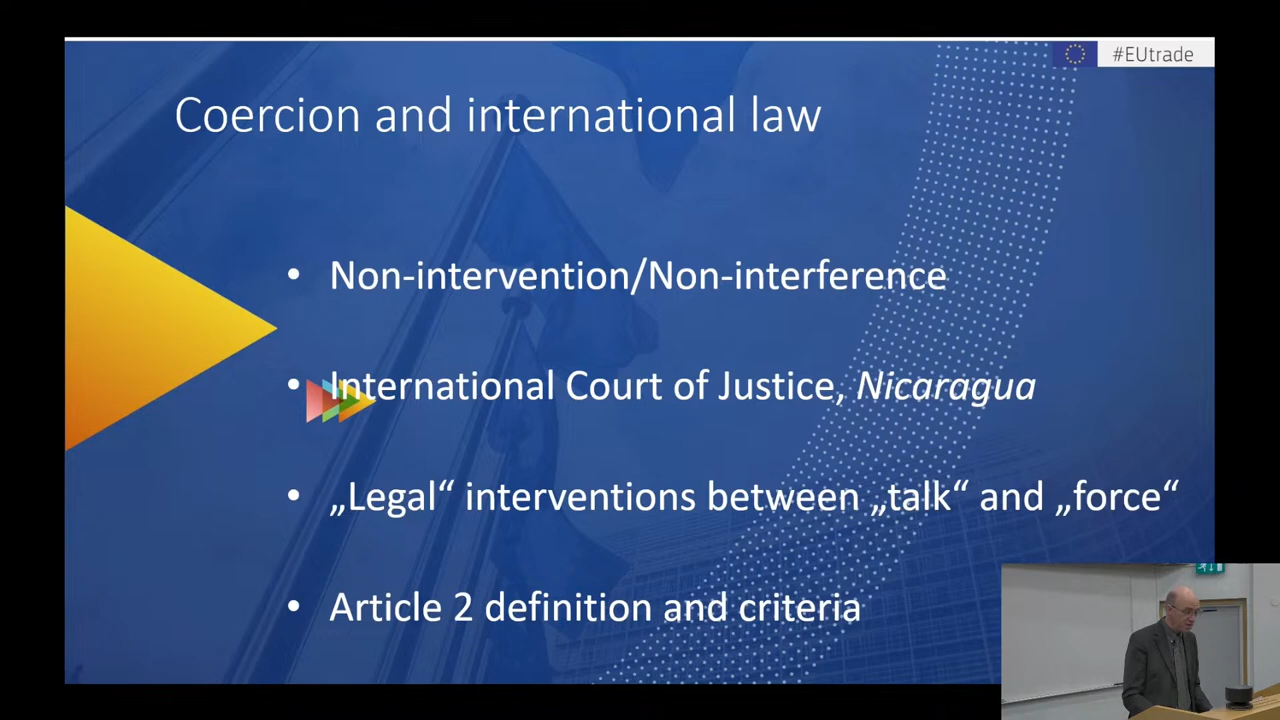 #EUtrade
Coercion and international law
• Non-intervention/Non-interference
• International Court of Justice, Nicaragua
• „Legal“ interventions between „talk“ and „force“
• Article 2 definition and criteria